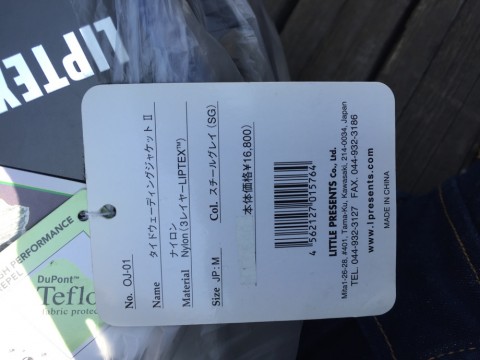 LIPTEX
No. OJ-01
Name タイドウェーディングジャケットⅡ
ナイロン
Material Nylon (3レイヤーLIPTEX™)
Size JP:M Col. スチールグレイ (SG)
本体価格¥16,800)
4 562127 015764
LITTLE PRESENTS Co., Ltd.
Mita1-26-28, #401, Tama-Ku, Kawasaki, 214-0034, Japan
TEL 044-932-3127 FAX. 044-932-3186
www.lpresents.com
MADE IN CHINA
PERFORMANCE
REPEL
DuPont™
Teflo
fabric protec